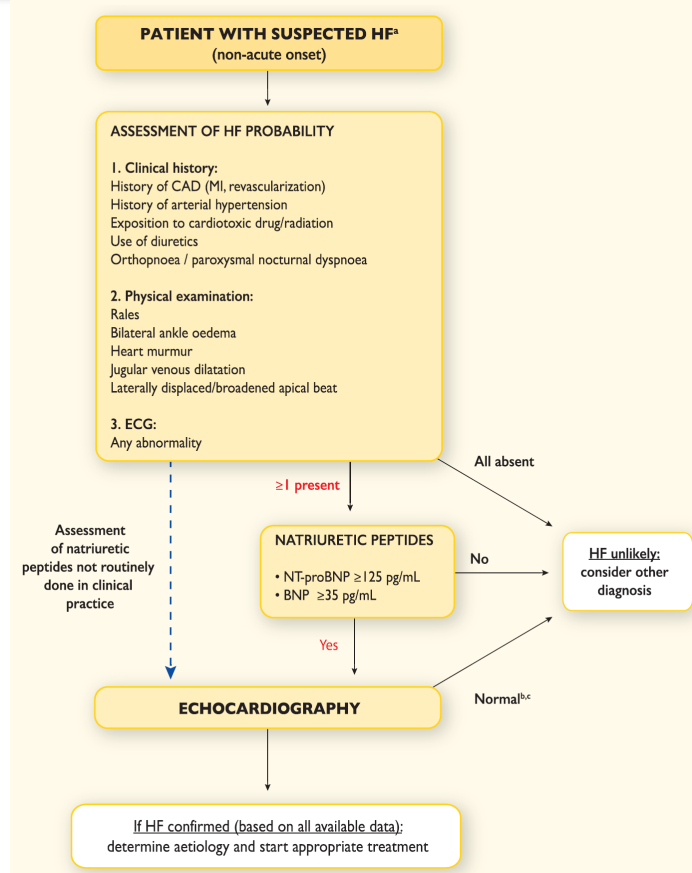 PATIENT WITH SUSPECTED HFᵃ
(non-acute onset)
ASSESSMENT OF HF PROBABILITY
1. Clinical history:
History of CAD (MI, revascularization)
History of arterial hypertension
Exposition to cardiotoxic drug/radiation
Use of diuretics
Orthopnoea / paroxysmal nocturnal dyspnoea
2. Physical examination:
Rales
Bilateral ankle oedema
Heart murmur
Jugular venous dilatation
Laterally displaced/broadened apical beat
3. ECG:
Any abnormality
All absent
≥1 present
Assessment
of natriuretic
peptides not routinely
done in clinical
practice
NATRIURETIC PEPTIDES
• NT-proBNP ≥125 pg/mL
• BNP ≥35 pg/mL
No
HF unlikely:
consider other
diagnosis
Yes
Normalᵇ,ᶜ
ECHOCARDIOGRAPHY
If HF confirmed (based on all available data):
determine aetiology and start appropriate treatment